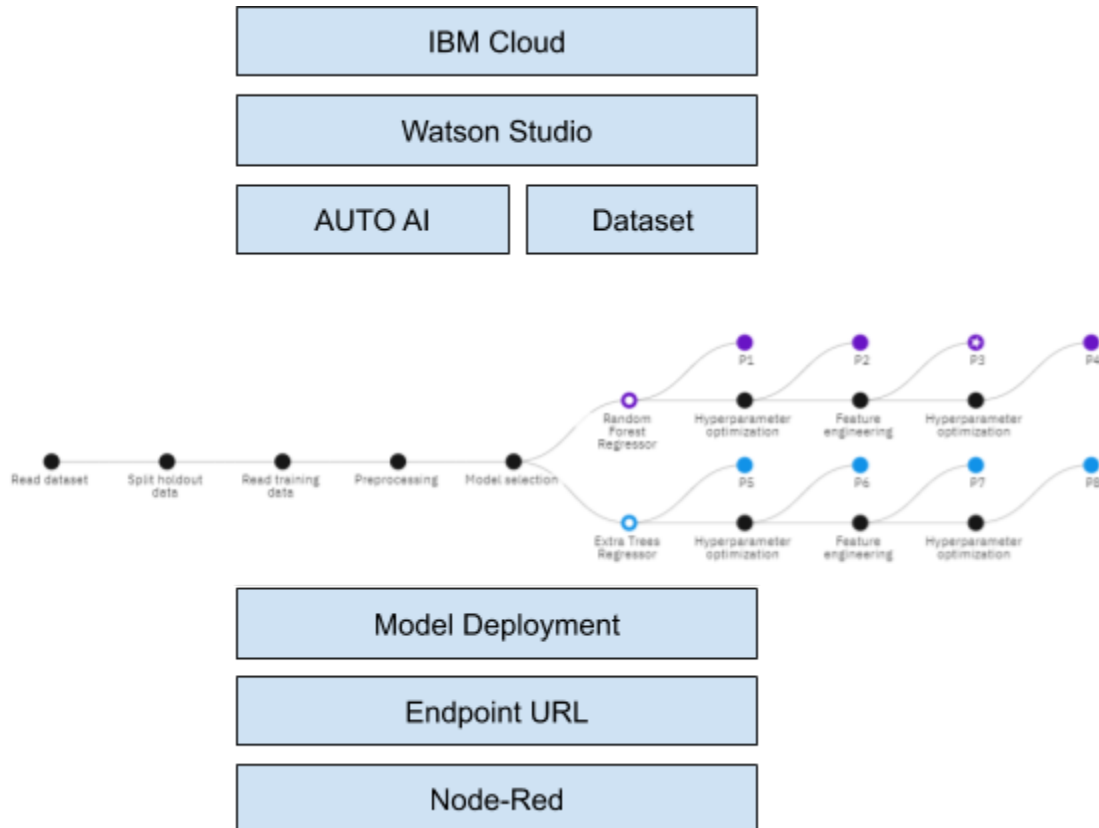 IBM Cloud
Watson Studio
AUTO AI
Dataset
P1
P2
P3
P4
Random
Forest
Regressor
Hyperparameter
optimization
Feature
engineering
Hyperparameter
optimization
Read dataset
Split holdout
data
Read training
data
Preprocessing
Model selection
P5
P6
P7
P8
Extra Trees
Regressor
Hyperparameter
optimization
Feature
engineering
Hyperparameter
optimization
Model Deployment
Endpoint URL
Node-Red